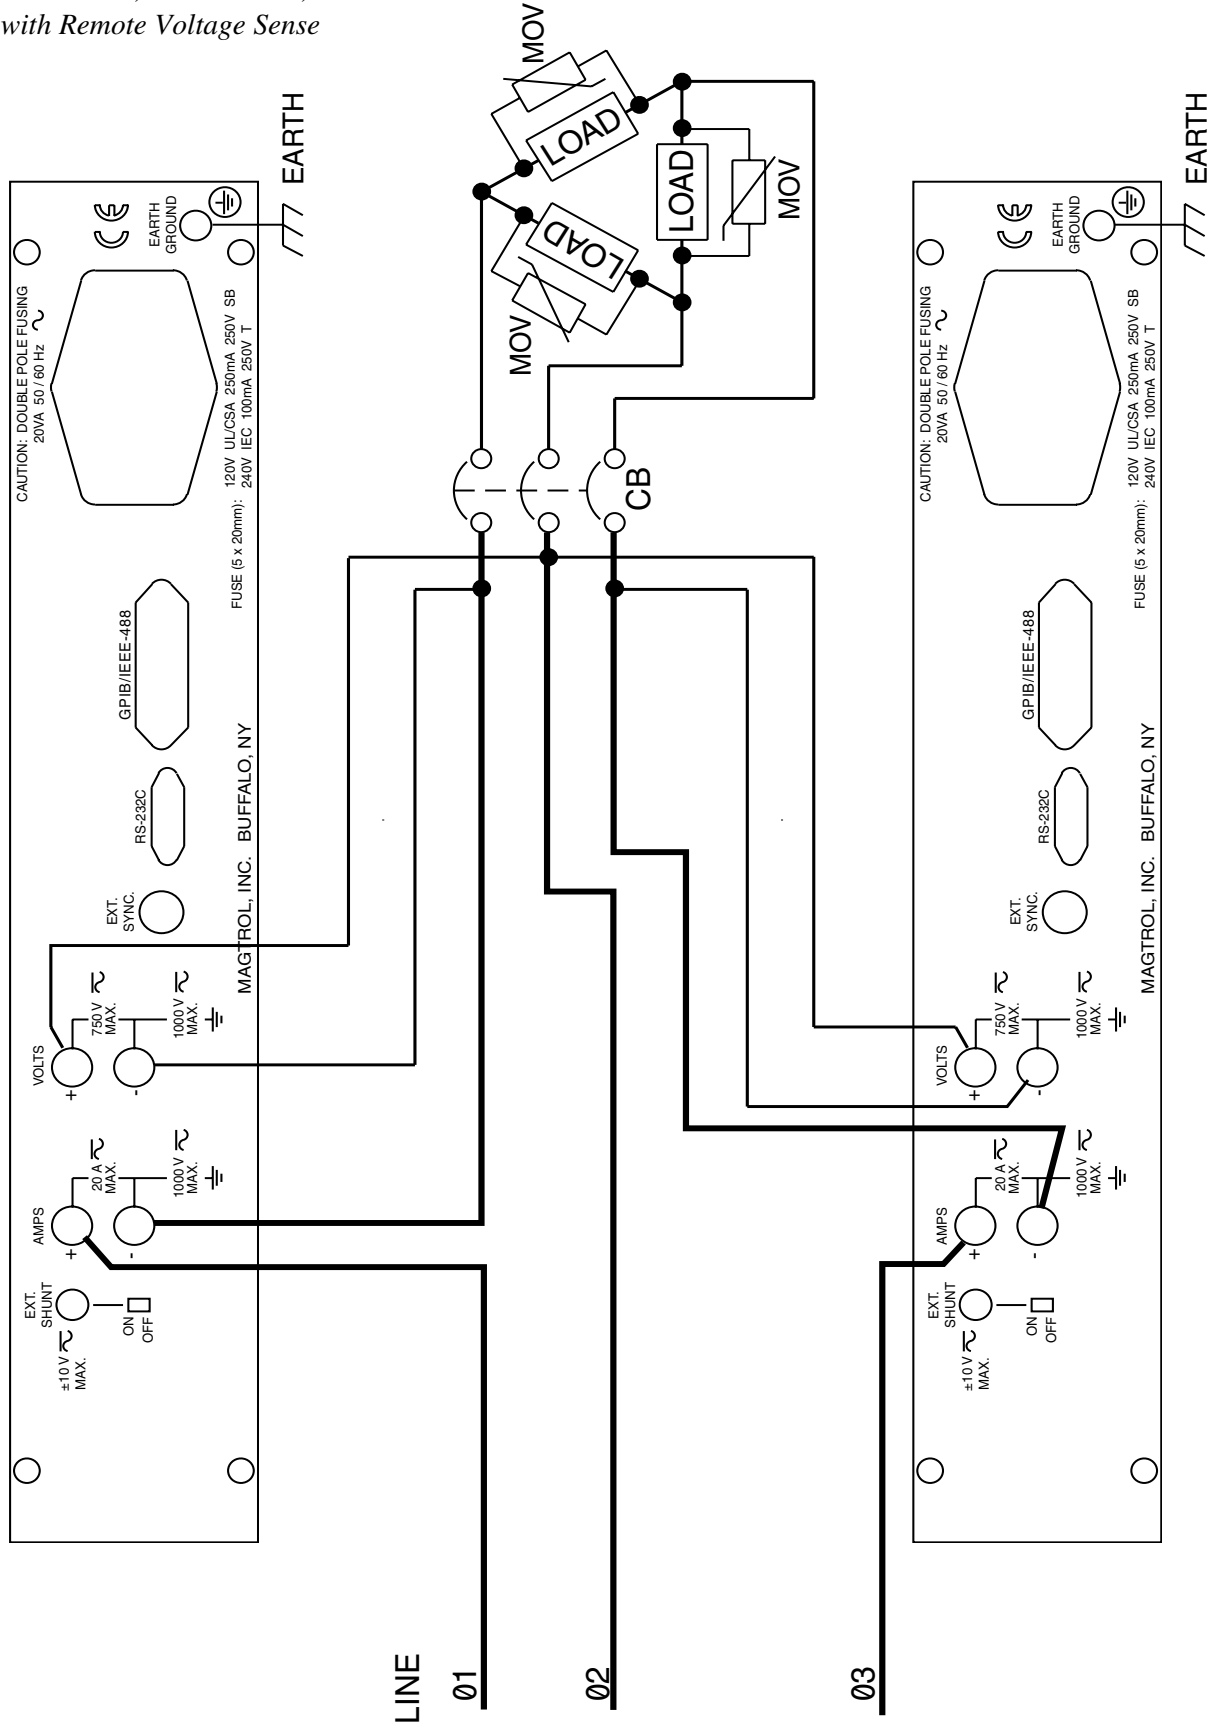 with Remote Voltage Sense
MOV
LOAD
EARTH
CAUTION: DOUBLE POLE FUSING
20VA 50 / 60 Hz
EARTH
GROUND
CE
FUSE (5 x 20mm):
120V UL/CSA 250mA 250V SB
240V IEC 100mA 250V T
GPIB/IEEE-488
RS-232C
EXT.
SYNC.
MAGTROL, INC. BUFFALO, NY
VOLTS
+
-
750 V
MAX.
1000 V
MAX.
AMPS
+
-
20 A
MAX.
1000 V
MAX.
EXT.
SHUNT
ON
OFF
±10 V
MAX.
LOAD
MOV
LOAD
MOV
CB
EARTH
CAUTION: DOUBLE POLE FUSING
20VA 50 / 60 Hz
EARTH
GROUND
CE
FUSE (5 x 20mm):
120V UL/CSA 250mA 250V SB
240V IEC 100mA 250V T
GPIB/IEEE-488
RS-232C
EXT.
SYNC.
MAGTROL, INC. BUFFALO, NY
VOLTS
+
-
750 V
MAX.
1000 V
MAX.
AMPS
+
-
20 A
MAX.
1000 V
MAX.
EXT.
SHUNT
ON
OFF
±10 V
MAX.
LINE
Ø1
Ø2
Ø3